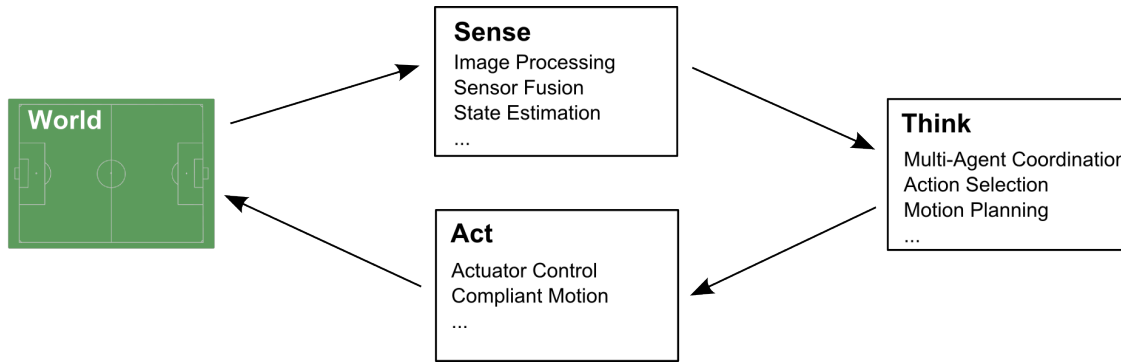 World
Sense
Image Processing
Sensor Fusion
State Estimation
...
Think
Multi-Agent Coordination
Action Selection
Motion Planning
...
Act
Actuator Control
Compliant Motion
...